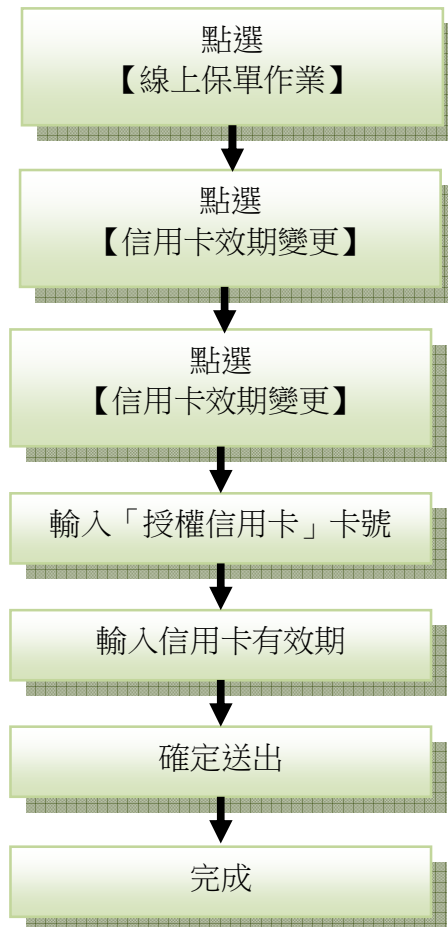 點選
【線上保單作業】
點選
【信用卡效期變更】
點選
【信用卡效期變更】
輸入「授權信用卡」卡號
輸入信用卡有效期
確定送出
完成